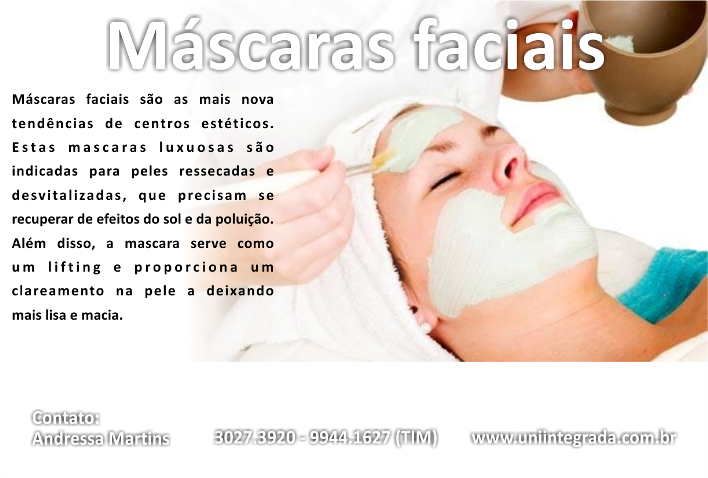 Máscaras faciais
Máscaras faciais são as mais nova
tendências de centros estéticos.
Estas mascaras luxuosas são
indicadas para peles ressecadas e
desvitalizadas, que precisam se
recuperar de efeitos do sol e da poluição.
Além disso, a mascara serve como
um lifting e proporciona um
clareamento na pele a deixando
mais lisa e macia.
Contato:
Andressa Martins 3027.3920 - 9944.1627 (TIM) www.uniintegrada.com.br